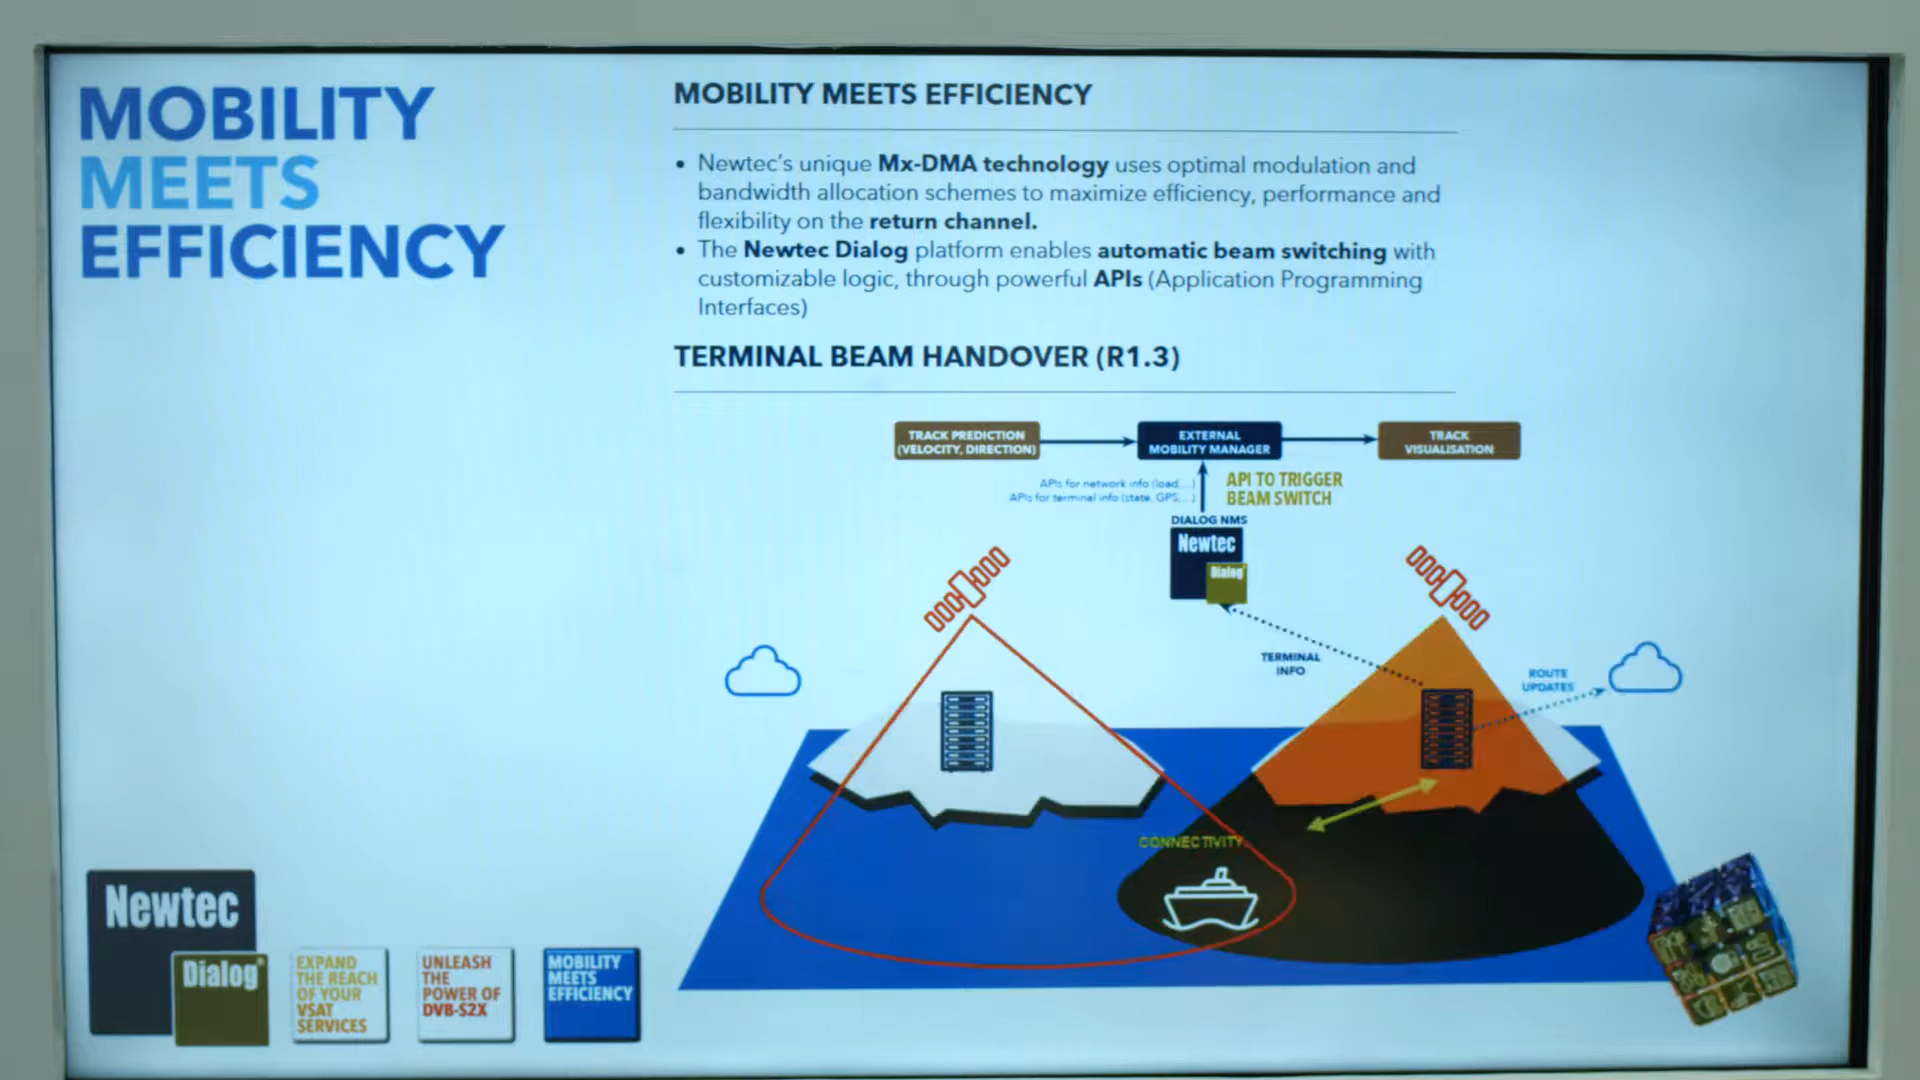 MOBILITY
MEETS
EFFICIENCY
MOBILITY MEETS EFFICIENCY
• Newtec's unique Mx-DMA technology uses optimal modulation and
bandwidth allocation schemes to maximize efficiency, performance and
flexibility on the return channel.
• The Newtec Dialog platform enables automatic beam switching with
customizable logic, through powerful APIs (Application Programming
Interfaces)
TERMINAL BEAM HANDOVER (R1.3)
TRACK PREDICTION
(VELOCITY, DIRECTION)
EXTERNAL
MOBILITY MANAGER
TRACK
VISUALISATION
APIs for network info (load,...)
APIs for terminal info (state, GPS,...)
API TO TRIGGER
BEAM SWITCH
DIALOG NMS
Newtec
Dialog
TERMINAL
INFO
ROUTE
UPDATES
CONNECTIVITY
Newtec
Dialog®
EXPAND
THE REACH
OF YOUR
VSAT
SERVICES
UNLEASH
THE
POWER OF
DVB-S2X
MOBILITY
MEETS
EFFICIENCY